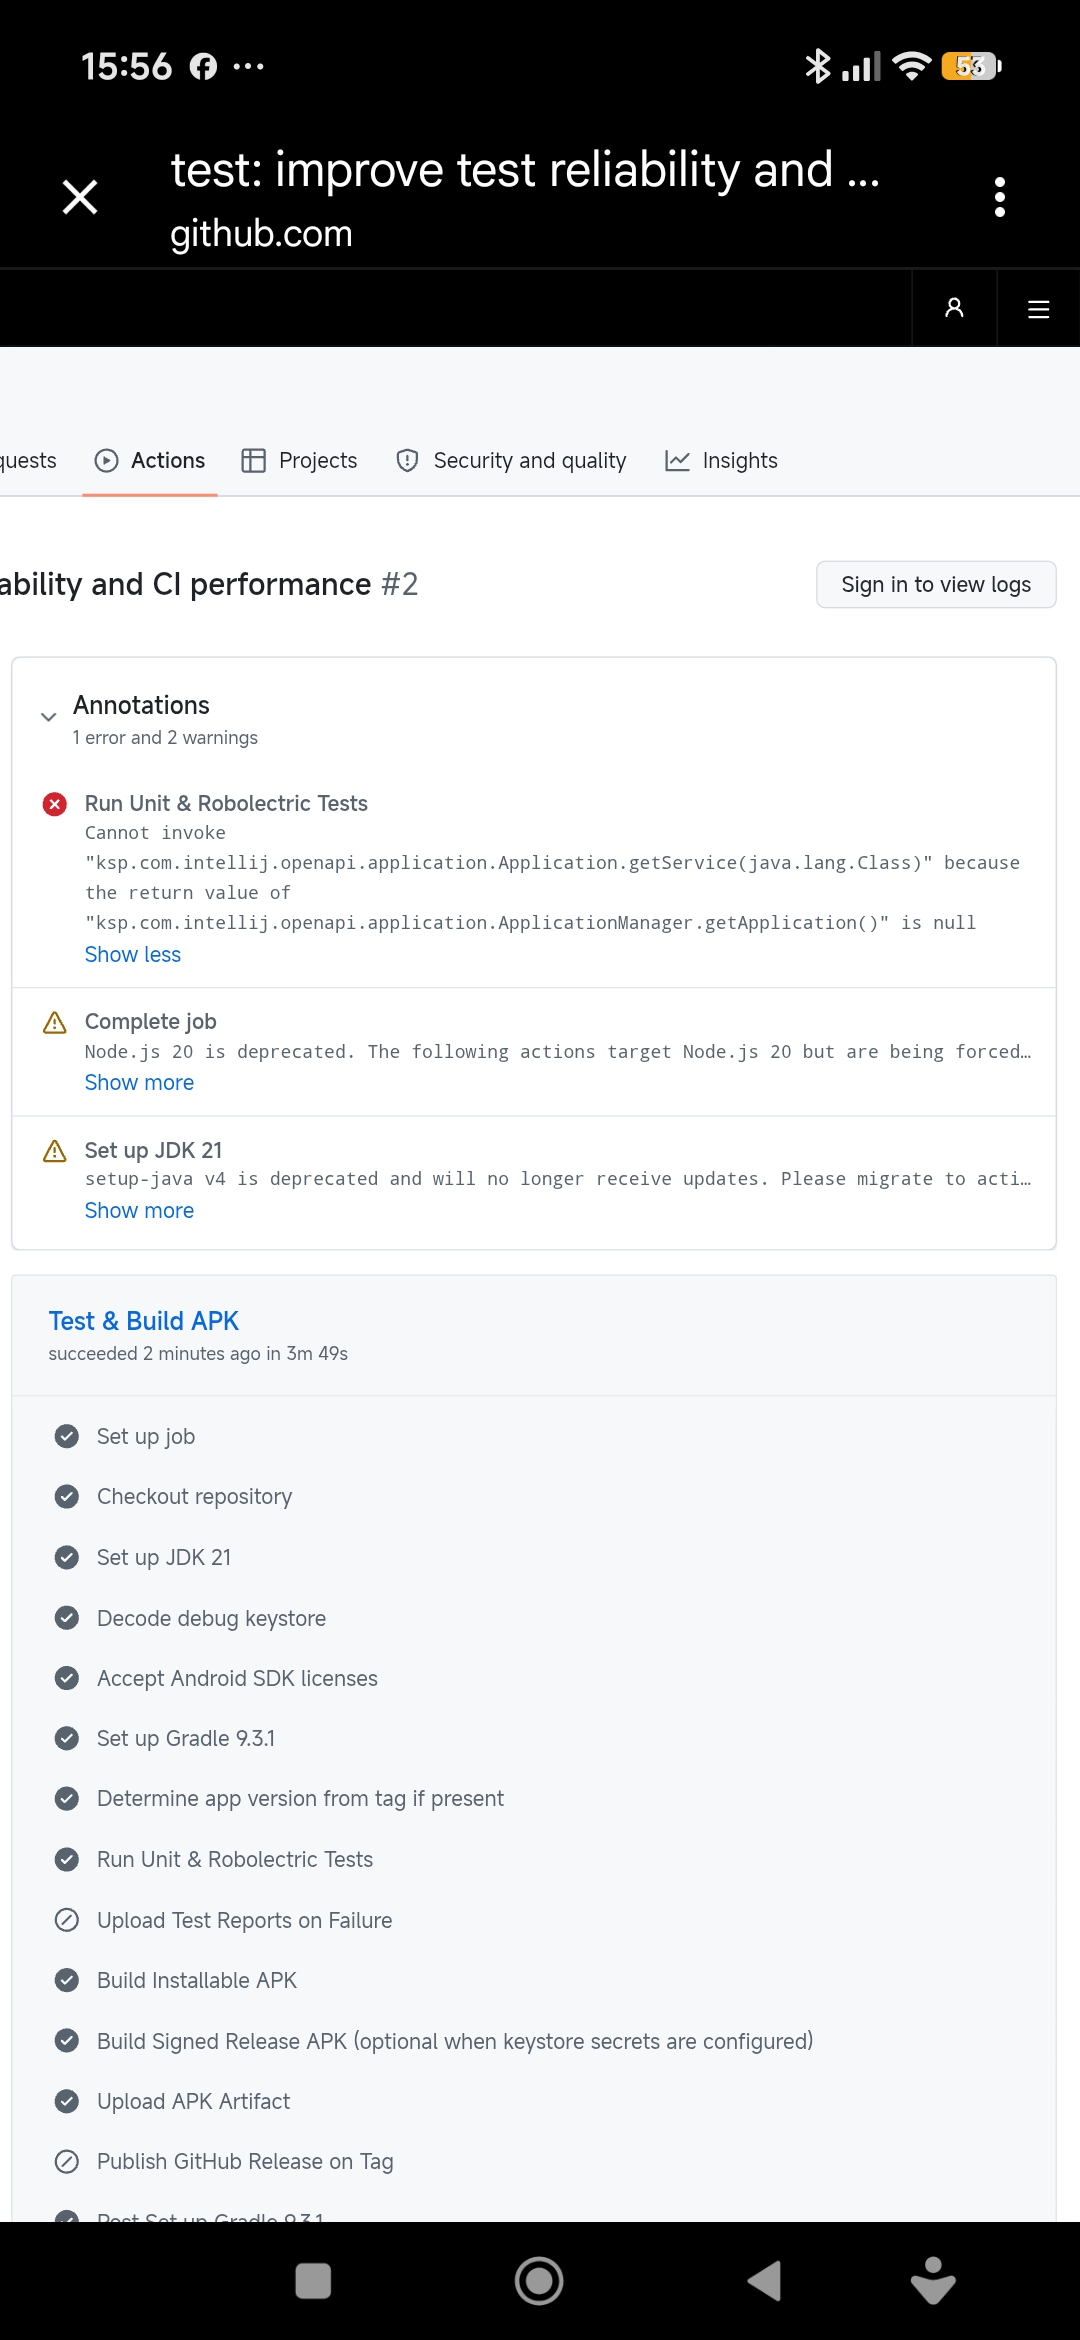 15:56
53
test: improve test reliability and ...
github.com
quests
Actions
Projects
Security and quality
Insights
ability and CI performance #2
Sign in to view logs
Annotations
1 error and 2 warnings
Run Unit & Robolectric Tests
Cannot invoke
"ksp.com.intellij.openapi.application.Application.getService(java.lang.Class)" because
the return value of
"ksp.com.intellij.openapi.application.ApplicationManager.getApplication()" is null
Show less
Complete job
Node.js 20 is deprecated. The following actions target Node.js 20 but are being forced…
Show more
Set up JDK 21
setup-java v4 is deprecated and will no longer receive updates. Please migrate to acti…
Show more
Test & Build APK
succeeded 2 minutes ago in 3m 49s
Set up job
Checkout repository
Set up JDK 21
Decode debug keystore
Accept Android SDK licenses
Set up Gradle 9.3.1
Determine app version from tag if present
Run Unit & Robolectric Tests
Upload Test Reports on Failure
Build Installable APK
Build Signed Release APK (optional when keystore secrets are configured)
Upload APK Artifact
Publish GitHub Release on Tag
Post Set up Gradle 9.3.1